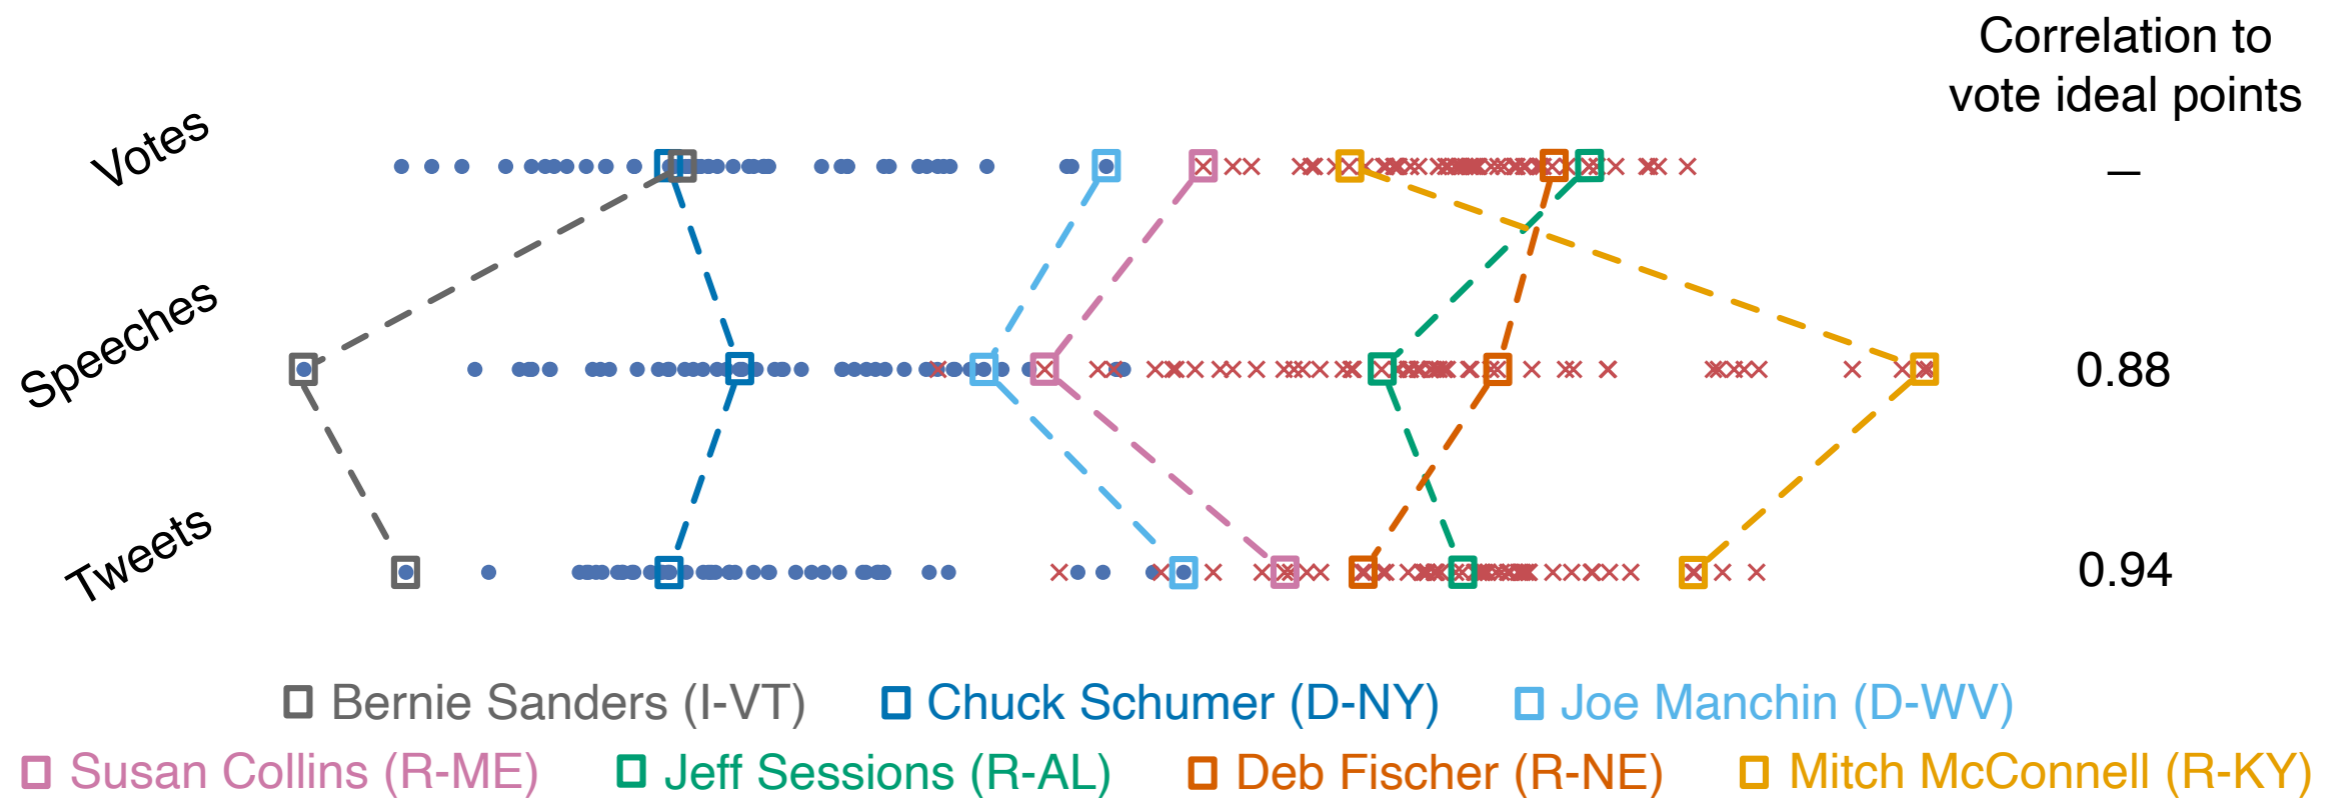 Correlation to
vote ideal points
Votes
–
Speeches
0.88
Tweets
0.94
Bernie Sanders (I-VT) Chuck Schumer (D-NY) Joe Manchin (D-WV)
Susan Collins (R-ME) Jeff Sessions (R-AL) Deb Fischer (R-NE) Mitch McConnell (R-KY)